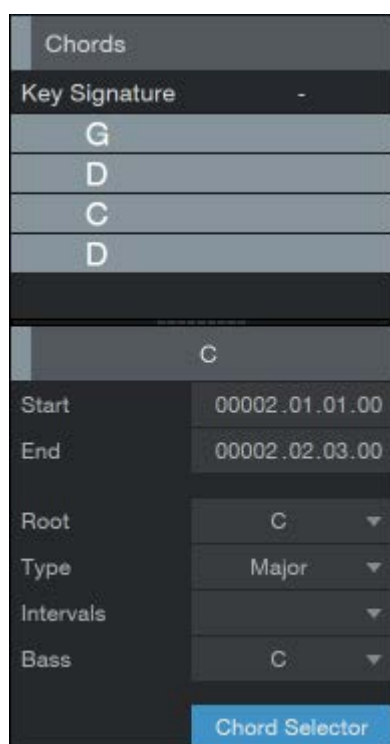 Chords
Key Signature -
G
D
C
D
C
Start 00002.01.01.00
End 00002.02.03.00
Root C
Type Major
Intervals
Bass C
Chord Selector